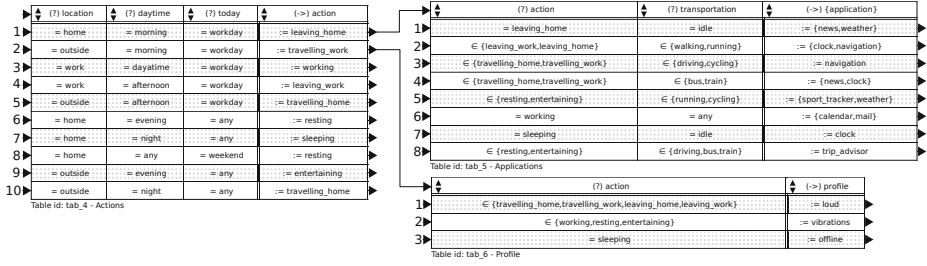 (?) location (?) daytime (?) today (->) action
1 = home = morning = workday := leaving_home
2 = outside = morning = workday := travelling_work
3 = work = dayatime = workday := working
4 = work = afternoon = workday := leaving_work
5 = outside = afternoon = workday := travelling_home
6 = home = evening = any := resting
7 = home = night = any := sleeping
8 = home = any = weekend := resting
9 = outside = evening = any := entertaining
10 = outside = night = any := travelling_home
Table id: tab_4 - Actions
(?) action (?) transportation (->) {application}
1 = leaving_home = idle := {news,weather}
2 ∈ {leaving_work,leaving_home} ∈ {walking,running} := {clock,navigation}
3 ∈ {travelling_home,travelling_work} ∈ {driving,cycling} := navigation
4 ∈ {travelling_home,travelling_work} ∈ {bus,train} := {news,clock}
5 ∈ {resting,entertaining} ∈ {running,cycling} := {sport_tracker,weather}
6 = working = any := {calendar,mail}
7 = sleeping = idle := clock
8 ∈ {resting,entertaining} ∈ {driving,bus,train} := trip_advisor
Table id: tab_5 - Applications
(?) action (->) profile
1 ∈ {travelling_home,travelling_work,leaving_home,leaving_work} := loud
2 ∈ {working,resting,entertaining} := vibrations
3 = sleeping := offline
Table id: tab_6 - Profile